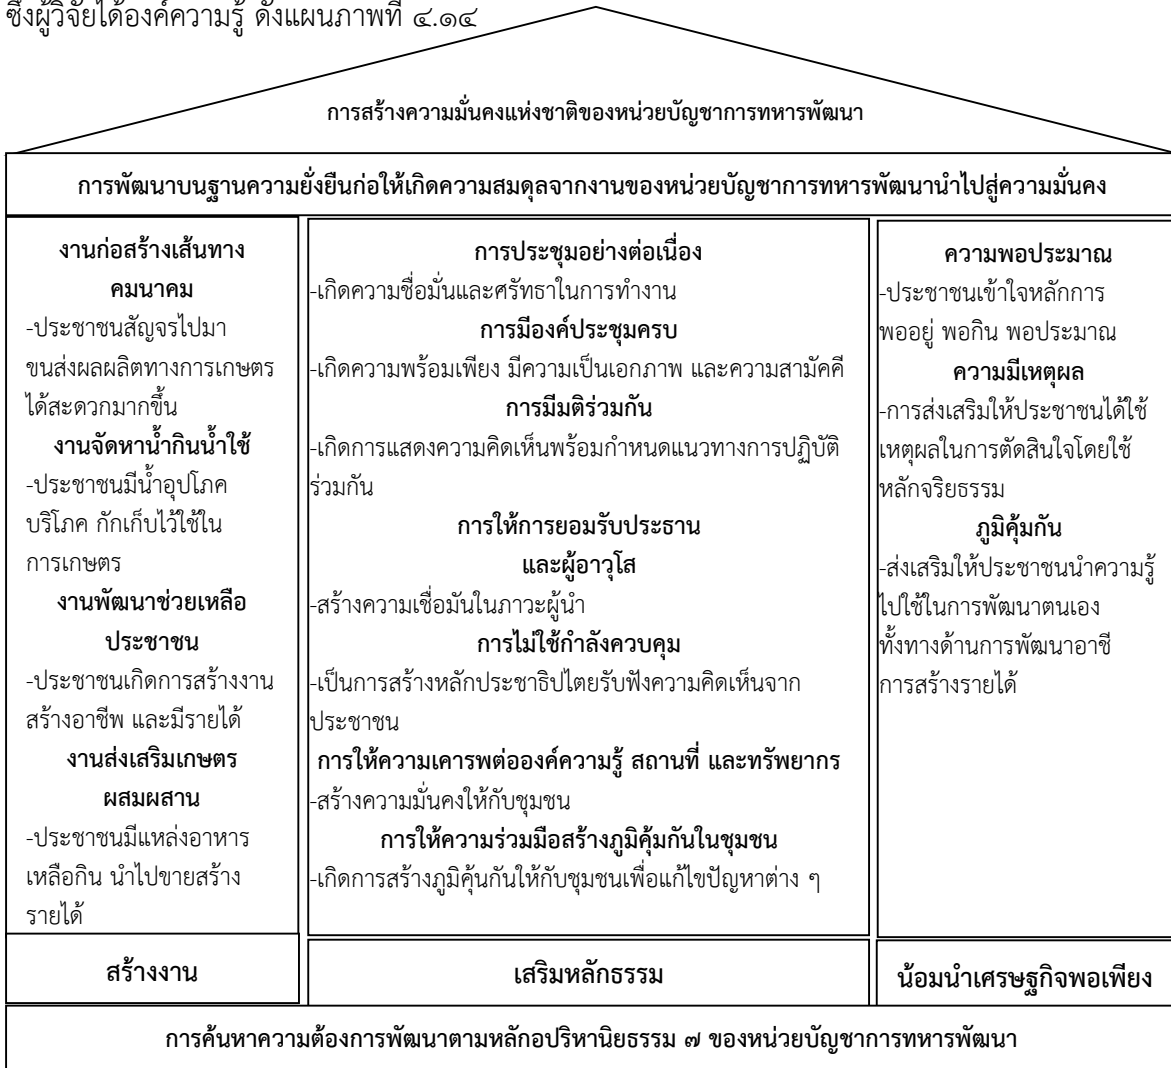 ซึ่งผู้วิจัยได้องค์ความรู้ ดังแผนภาพที่ ๔.๑๔
การสร้างความมั่นคงแห่งชาติของหน่วยบัญชาการทหารพัฒนา
การพัฒนาบนฐานความยั่งยืนก่อให้เกิดความสมดุลจากงานของหน่วยบัญชาการทหารพัฒนานำไปสู่ความมั่นคง
งานก่อสร้างเส้นทาง
คมนาคม
-ประชาชนสัญจรไปมา
ขนส่งผลผลิตทางการเกษตร
ได้สะดวกมากขึ้น
งานจัดหาน้ำกินน้ำใช้
-ประชาชนมีน้ำอุปโภค
บริโภค กักเก็บไว้ใช้ใน
การเกษตร
งานพัฒนาช่วยเหลือ
ประชาชน
-ประชาชนเกิดการสร้างงาน
สร้างอาชีพ และมีรายได้
งานส่งเสริมเกษตร
ผสมผสาน
-ประชาชนมีแหล่งอาหาร
เหลือกิน นำไปขายสร้าง
รายได้
สร้างงาน
การประชุมอย่างต่อเนื่อง
-เกิดความชื่อมั่นและศรัทธาในการทำงาน
การมีองค์ประชุมครบ
-เกิดความพร้อมเพียง มีความเป็นเอกภาพ และความสามัคคี
การมีมติร่วมกัน
-เกิดการแสดงความคิดเห็นพร้อมกำหนดแนวทางการปฏิบัติ
ร่วมกัน
การให้การยอมรับประธาน
และผู้อาวุโส
-สร้างความเชื่อมันในภาวะผู้นำ
การไม่ใช้กำลังควบคุม
-เป็นการสร้างหลักประชาธิปไตยรับฟังความคิดเห็นจาก
ประชาชน
การให้ความเคารพต่อองค์ความรู้ สถานที่ และทรัพยากร
-สร้างความมั่นคงให้กับชุมชน
การให้ความร่วมมือสร้างภูมิคุ้มกันในชุมชน
-เกิดการสร้างภูมิคุ้นกันให้กับชุมชนเพื่อแก้ไขปัญหาต่าง ๆ
เสริมหลักธรรม
ความพอประมาณ
-ประชาชนเข้าใจหลักการ
พออยู่ พอกิน พอประมาณ
ความมีเหตุผล
-การส่งเสริมให้ประชาชนได้ใช้
เหตุผลในการตัดสินใจโดยใช้
หลักจริยธรรม
ภูมิคุ้มกัน
-ส่งเสริมให้ประชาชนนำความรู้
ไปใช้ในการพัฒนาตนเอง
ทั้งทางด้านการพัฒนาอาชี
การสร้างรายได้
น้อมนำเศรษฐกิจพอเพียง
การค้นหาความต้องการพัฒนาตามหลักอปริหานิยธรรม ๗ ของหน่วยบัญชาการทหารพัฒนา